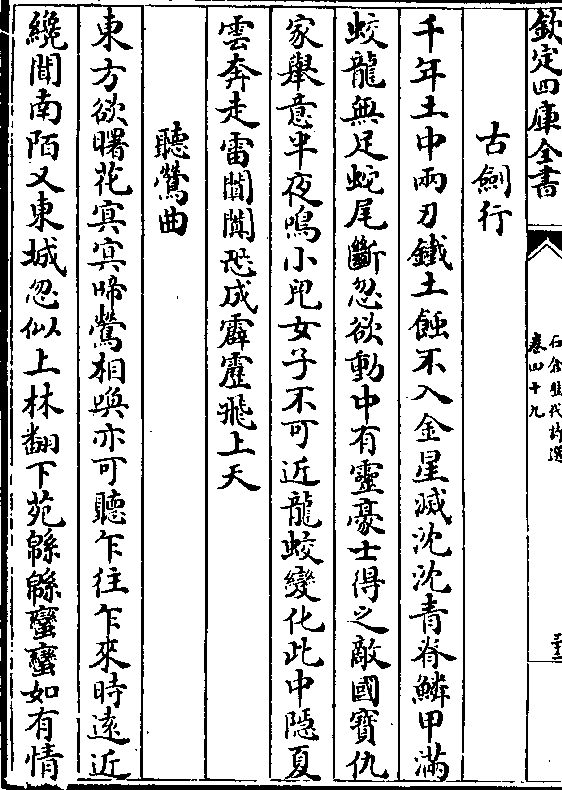 欽定四庫全書
石倉歷代詩選
卷四十九
古劍行
千年土中兩刃鐵土蝕不入金星滅沈沈青脊鱗甲滿
蛟龍無足蛇尾斷忽欲動中有靈豪士得之敵國寶仇
家舉意半夜鳴小兒女子不可近龍蛟變化此中隱夏
雲奔走雷闐闐恐成霹靂飛上天
聽鶯曲
東方欲曙花冥冥啼鶯相喚亦可聽乍往乍來時遠近
纔聞南陌又東城忽似上林翻下苑緜緜蠻蠻如有情